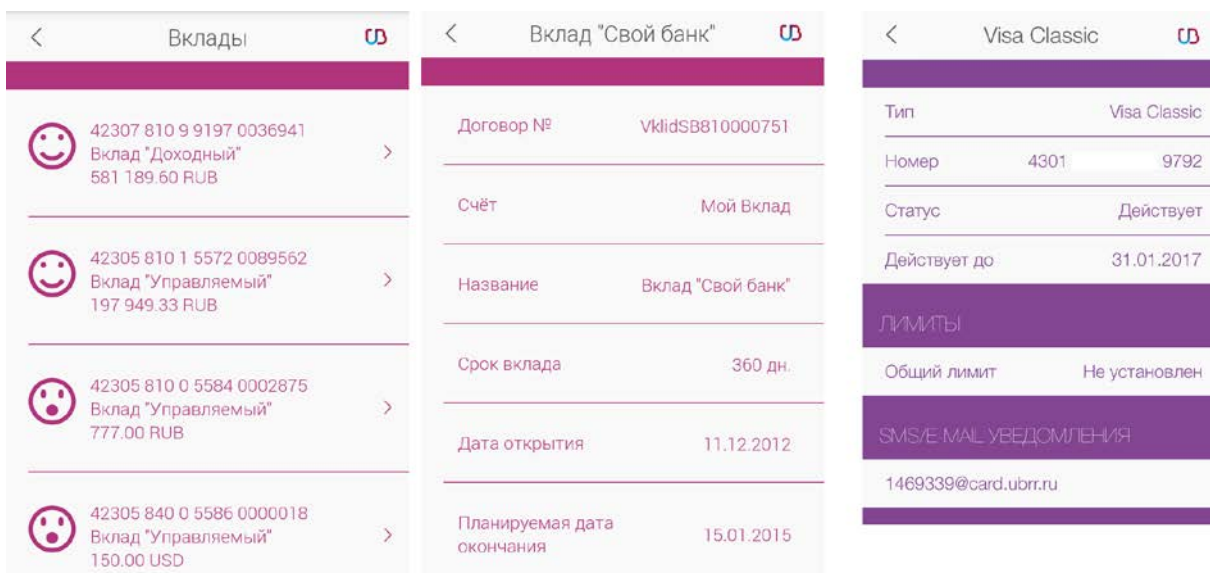 Вклады
42307 810 9 9197 0036941
Вклад "Доходный"
581 189.60 RUB
42305 810 1 5572 0089562
Вклад "Управляемый"
197 949.33 RUB
42305 810 0 5584 0002875
Вклад "Управляемый"
777.00 RUB
42305 840 0 5586 0000018
Вклад "Управляемый"
150.00 USD
Вклад "Свой банк"
Договор № VklidSB810000751
Счёт Мой Вклад
Название Вклад "Свой банк"
Срок вклада 360 дн.
Дата открытия 11.12.2012
Планируемая дата
окончания 15.01.2015
Visa Classic
Тип Visa Classic
Номер 4301 9792
Статус Действует
Действует до 31.01.2017
ЛИМИТЫ
Общий лимит Не установлен
SMS/E MAIL УВЕДОМЛЕНИЯ
1469339@card.ubrr.ru